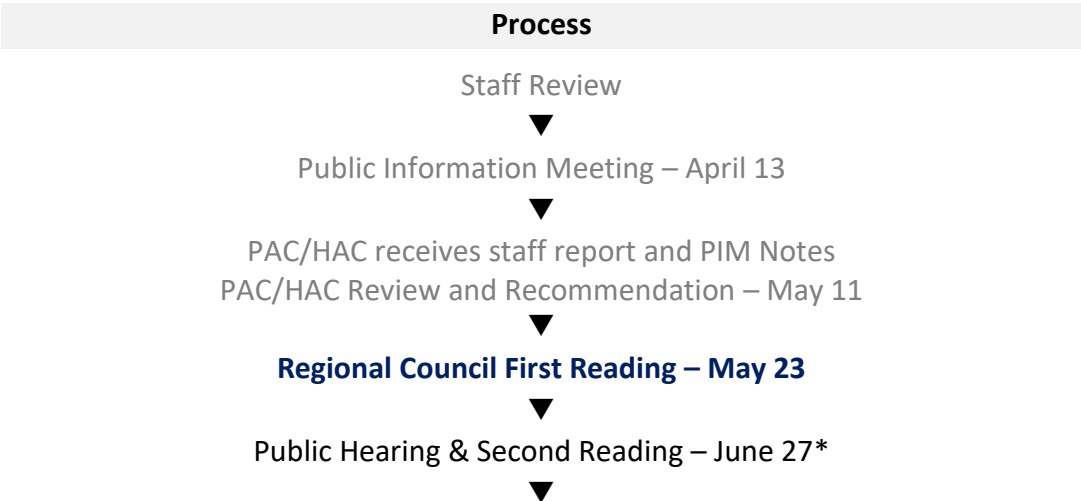 Process
Staff Review
Public Information Meeting – April 13
PAC/HAC receives staff report and PIM Notes
PAC/HAC Review and Recommendation – May 11
Regional Council First Reading – May 23
Public Hearing & Second Reading – June 27*